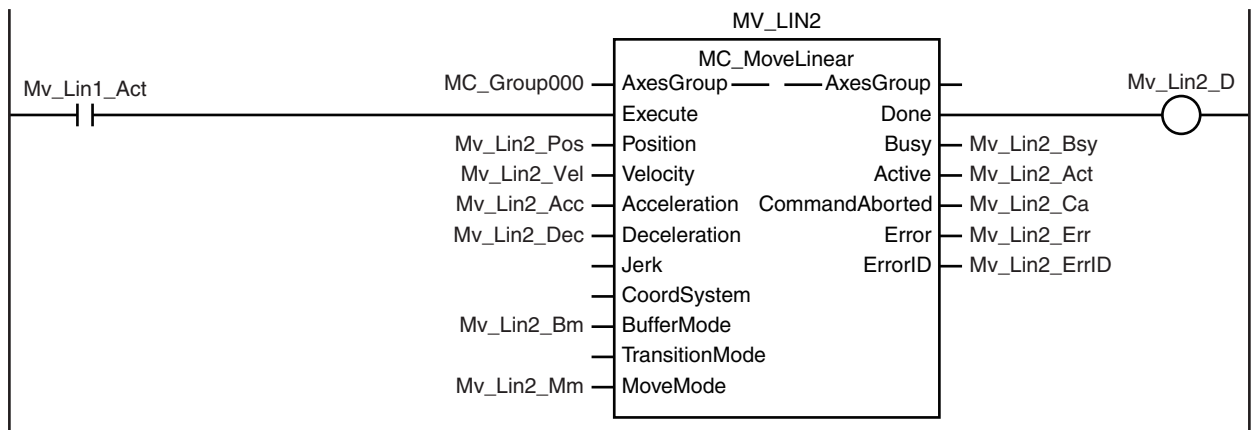 MV_LIN2
MC_MoveLinear
Mv_Lin1_Act
MC_Group000 AxesGroup AxesGroup Mv_Lin2_D
Execute Done
Mv_Lin2_Pos Position Busy Mv_Lin2_Bsy
Mv_Lin2_Vel Velocity Active Mv_Lin2_Act
Mv_Lin2_Acc Acceleration CommandAborted Mv_Lin2_Ca
Mv_Lin2_Dec Deceleration Error Mv_Lin2_Err
Jerk ErrorID Mv_Lin2_ErrID
CoordSystem
Mv_Lin2_Bm BufferMode
TransitionMode
Mv_Lin2_Mm MoveMode